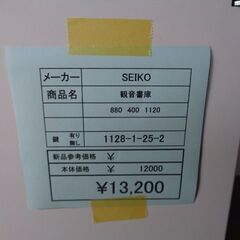 メーカー SEIKO
商品名 観音書庫
880 400 1120
鍵 有り 無し 1128-1-25-2
新品参考価格 ¥
本体価格 ¥ 12000
¥13,200